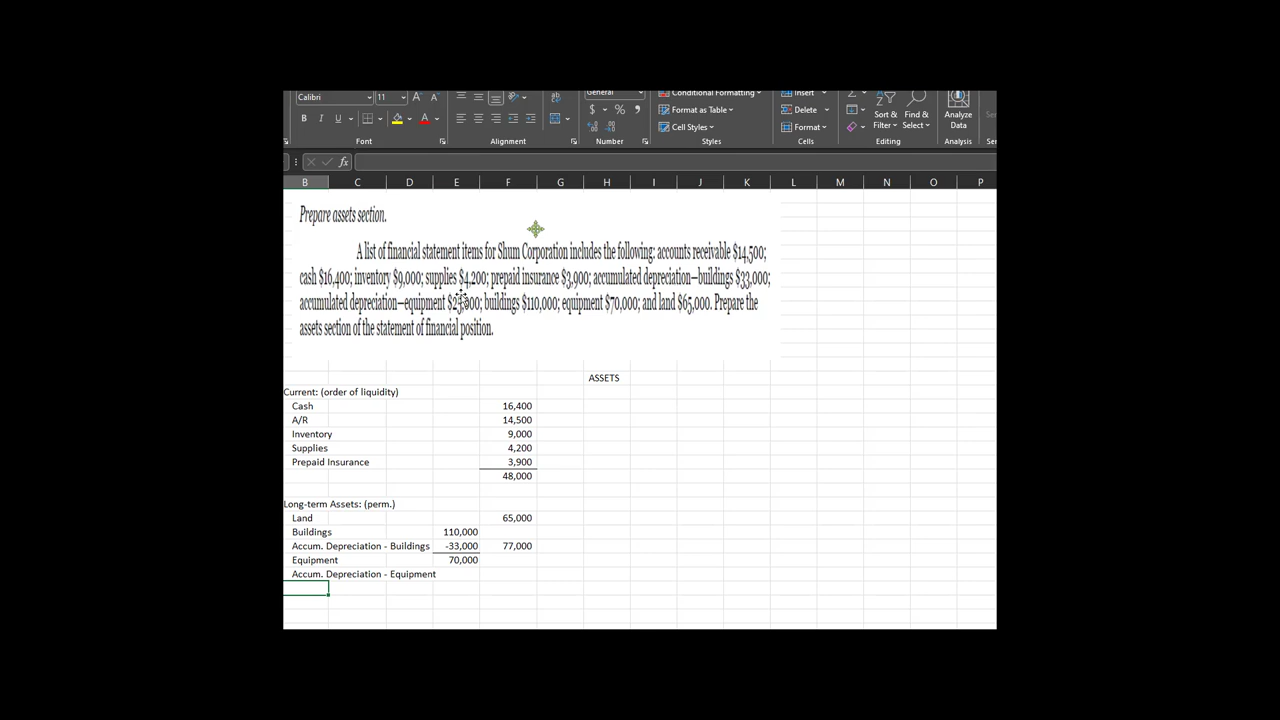 Calibri 11 A A ab General Conditional Formatting Insert
B I U A $ % Format as Table Delete Sort & Find & Analyze
Cell Styles Format Filter Select Data
Font Alignment Number Styles Cells Editing Analysis
fx
B C D E F G H I J K L M N O P
Prepare assets section.
A list of financial statement items for Shum Corporation includes the following: accounts receivable $14,500;
cash $16,400; inventory $9,000; supplies $4,200; prepaid insurance $3,900; accumulated depreciation—buildings $33,000;
accumulated depreciation—equipment buildings $110,000; equipment $70,000; and land $65,000. Prepare the
assets section of the statement of financial position.
ASSETS
Current: (order of liquidity)
Cash 16,400
A/R 14,500
Inventory 9,000
Supplies 4,200
Prepaid Insurance 3,900
48,000
Long-term Assets: (perm.)
Land 65,000
Buildings 110,000
Accum. Depreciation - Buildings -33,000 77,000
Equipment 70,000
Accum. Depreciation - Equipment